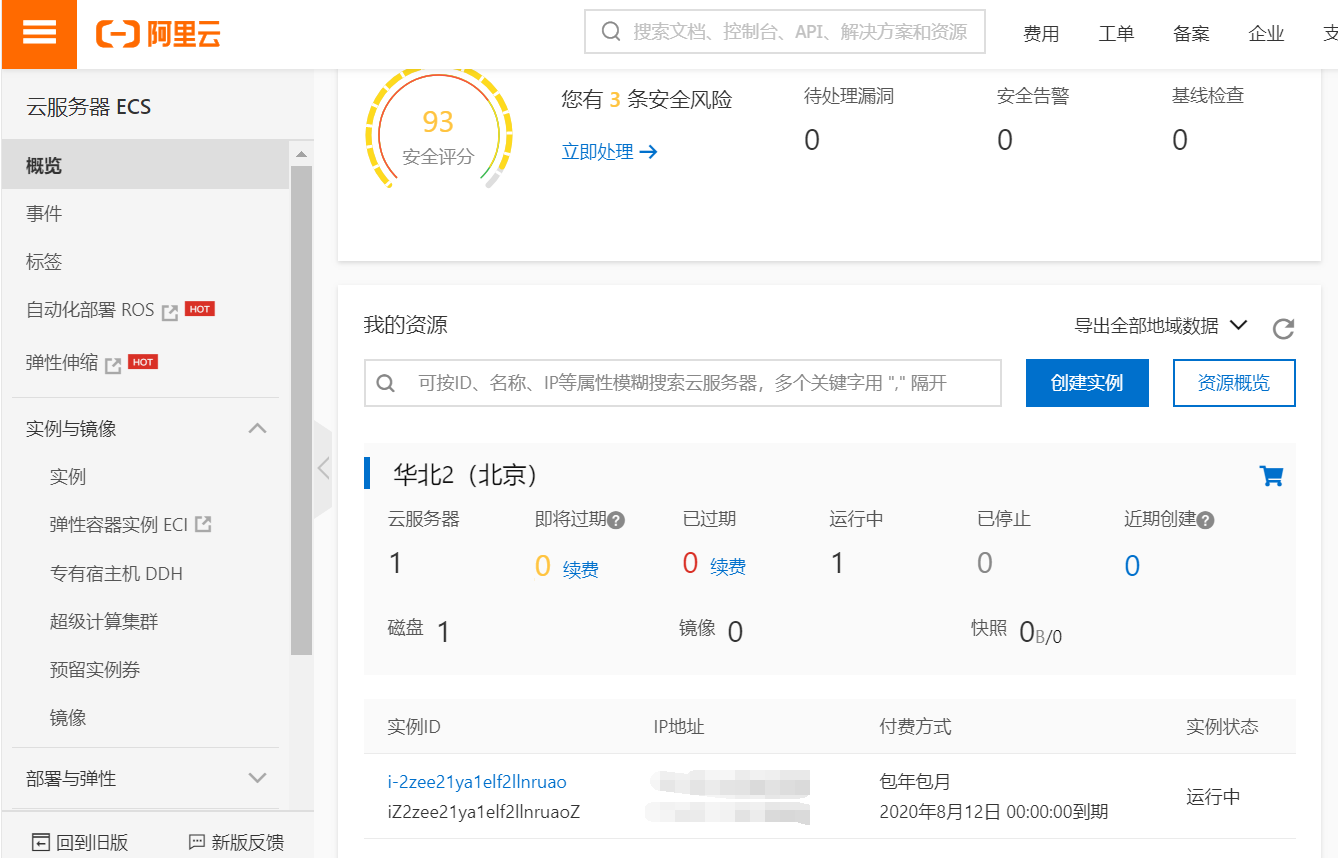 阿里云
搜索文档、控制台、API、解决方案和资源
费用 工单 备案 企业 支
云服务器 ECS
概览
事件
标签
自动化部署 ROS HOT
弹性伸缩 HOT
实例与镜像
实例
弹性容器实例 ECI
专有宿主机 DDH
超级计算集群
预留实例券
镜像
部署与弹性
回到旧版 新版反馈
93
安全评分
您有 3 条安全风险
立即处理
待处理漏洞 安全告警 基线检查
0 0 0
我的资源
导出全部地域数据
可按ID、名称、IP等属性模糊搜索云服务器，多个关键字用 "," 隔开
创建实例 资源概览
华北2（北京）
云服务器 即将过期 已过期 运行中 已停止 近期创建
1 0 续费 0 续费 1 0 0
磁盘 1 镜像 0 快照 0B/0
实例ID IP地址 付费方式 实例状态
i-2zee21ya1elf2llnruao 包年包月
iZ2zee21ya1elf2llnruaoZ 2020年8月12日 00:00:00到期 运行中